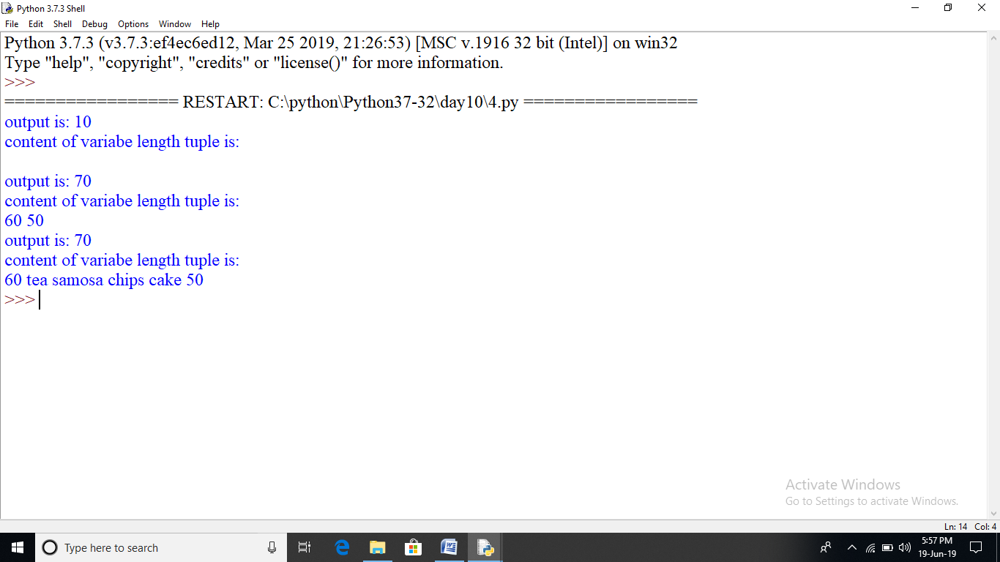 Python 3.7.3 Shell
File Edit Shell Debug Options Window Help
Python 3.7.3 (v3.7.3:ef4ec6ed12, Mar 25 2019, 21:26:53) [MSC v.1916 32 bit (Intel)] on win32
Type "help", "copyright", "credits" or "license()" for more information.
>>>
================= RESTART: C:\python\Python37-32\day10\4.py =================
output is: 10
content of variabe length tuple is:

output is: 70
content of variabe length tuple is:
60 50
output is: 70
content of variabe length tuple is:
60 tea samosa chips cake 50
>>>
Activate Windows
Go to Settings to activate Windows.
Ln: 14 Col: 4
Type here to search
5:57 PM
19-Jun-19